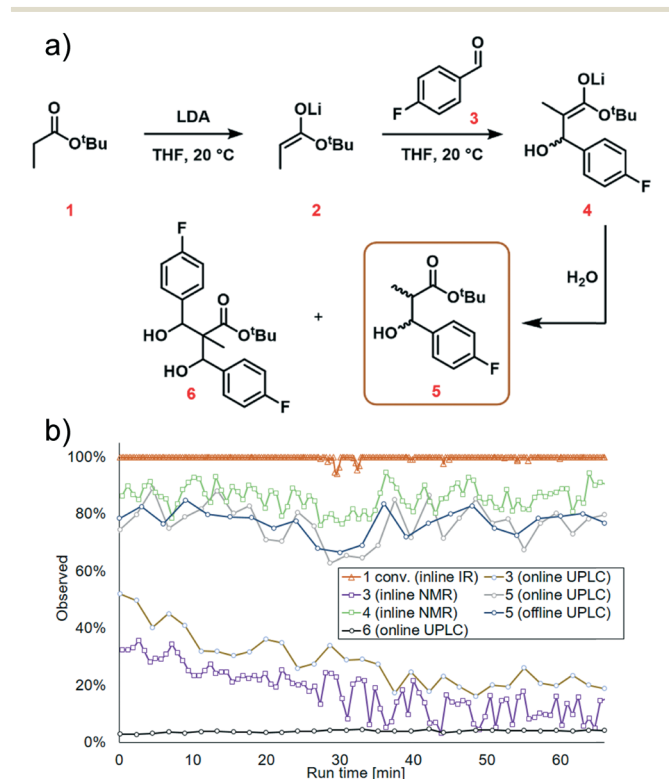 a)
O
OᵗBu
1
LDA
THF, 20 °C
OLi
OᵗBu
2
O
F
3
THF, 20 °C
OLi
OᵗBu
HO
F
4
H₂O
F
O
HO
OᵗBu
HO
F
6
+
O
OᵗBu
HO
F
5
b)
100%
80%
60%
40%
20%
0%
Observed
1 conv. (inline IR)
3 (online UPLC)
3 (inline NMR)
5 (online UPLC)
4 (inline NMR)
5 (offline UPLC)
6 (online UPLC)
0 10 20 30 40 50 60
Run time [min]